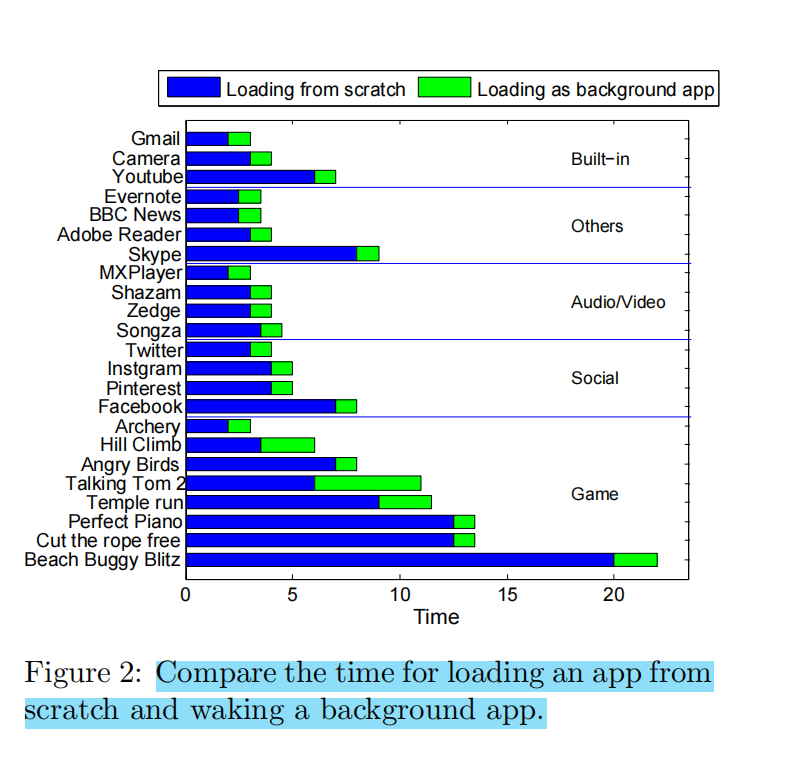 Loading from scratch Loading as background app
Gmail
Camera
Youtube
Built-in
Evernote
BBC News
Adobe Reader
Skype
Others
MXPlayer
Shazam
Zedge
Songza
Audio/Video
Twitter
Instgram
Pinterest
Facebook
Social
Archery
Hill Climb
Angry Birds
Talking Tom 2
Temple run
Perfect Piano
Cut the rope free
Beach Buggy Blitz
Game
0 5 10 15 20
Time
Figure 2: Compare the time for loading an app from
scratch and waking a background app.